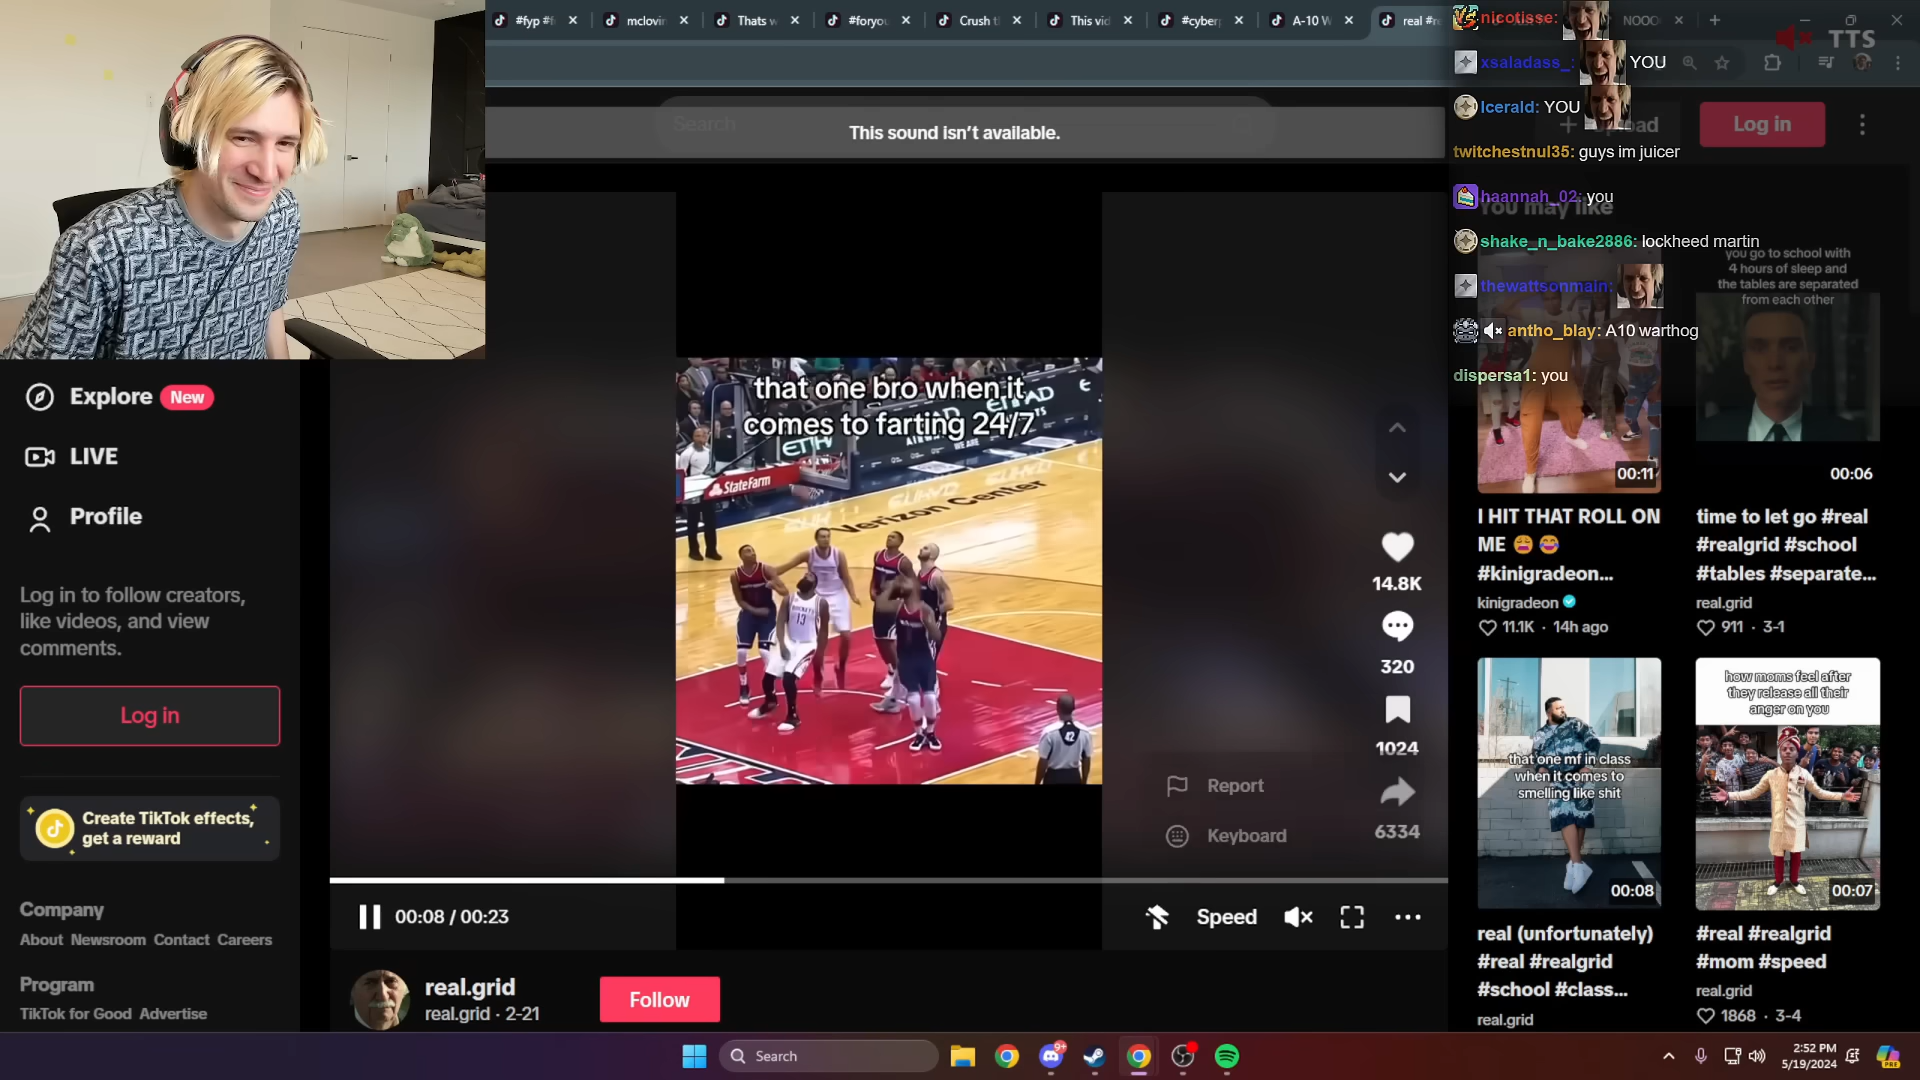 #fyp #f
mclovin
Thats w
#foryou
Crush t
This vid
#cyber
A-10 W
real #re
NOOO
TTS
nicotisse:
xsaladass_: YOU
Icerald: YOU
twitchestnul35: guys im juicer
haannah_02: you
shake_n_bake2886: lockheed martin
thewattsonmain:
antho_blay: A10 warthog
dispersa1: you
Search
This sound isn't available.
Log in
You may like
Explore New
LIVE
Profile
Log in to follow creators,
like videos, and view
comments.
Log in
Create TikTok effects,
get a reward
Company
About Newsroom Contact Careers
Program
TikTok for Good Advertise
that one bro when it
comes to farting 24/7
StateFarm
Verizon Center
13
42
14.8K
320
1024
6334
Report
Keyboard
00:08 / 00:23
Speed
real.grid
real.grid · 2-21
Follow
00:11
I HIT THAT ROLL ON
ME 😩 😂
#kinigradeon...
kinigradeon
11.1K · 14h ago
you go to school with
4 hours of sleep and
the tables are separated
from each other
00:06
time to let go #real
#realgrid #school
#tables #separate...
real.grid
911 · 3-1
that one mf in class
when it comes to
smelling like shit
00:08
real (unfortunately)
#real #realgrid
#school #class...
real.grid
how moms feel after
they release all their
anger on you
00:07
#real #realgrid
#mom #speed
real.grid
1868 · 3-4
Search
9+
2:52 PM
5/19/2024
PRE